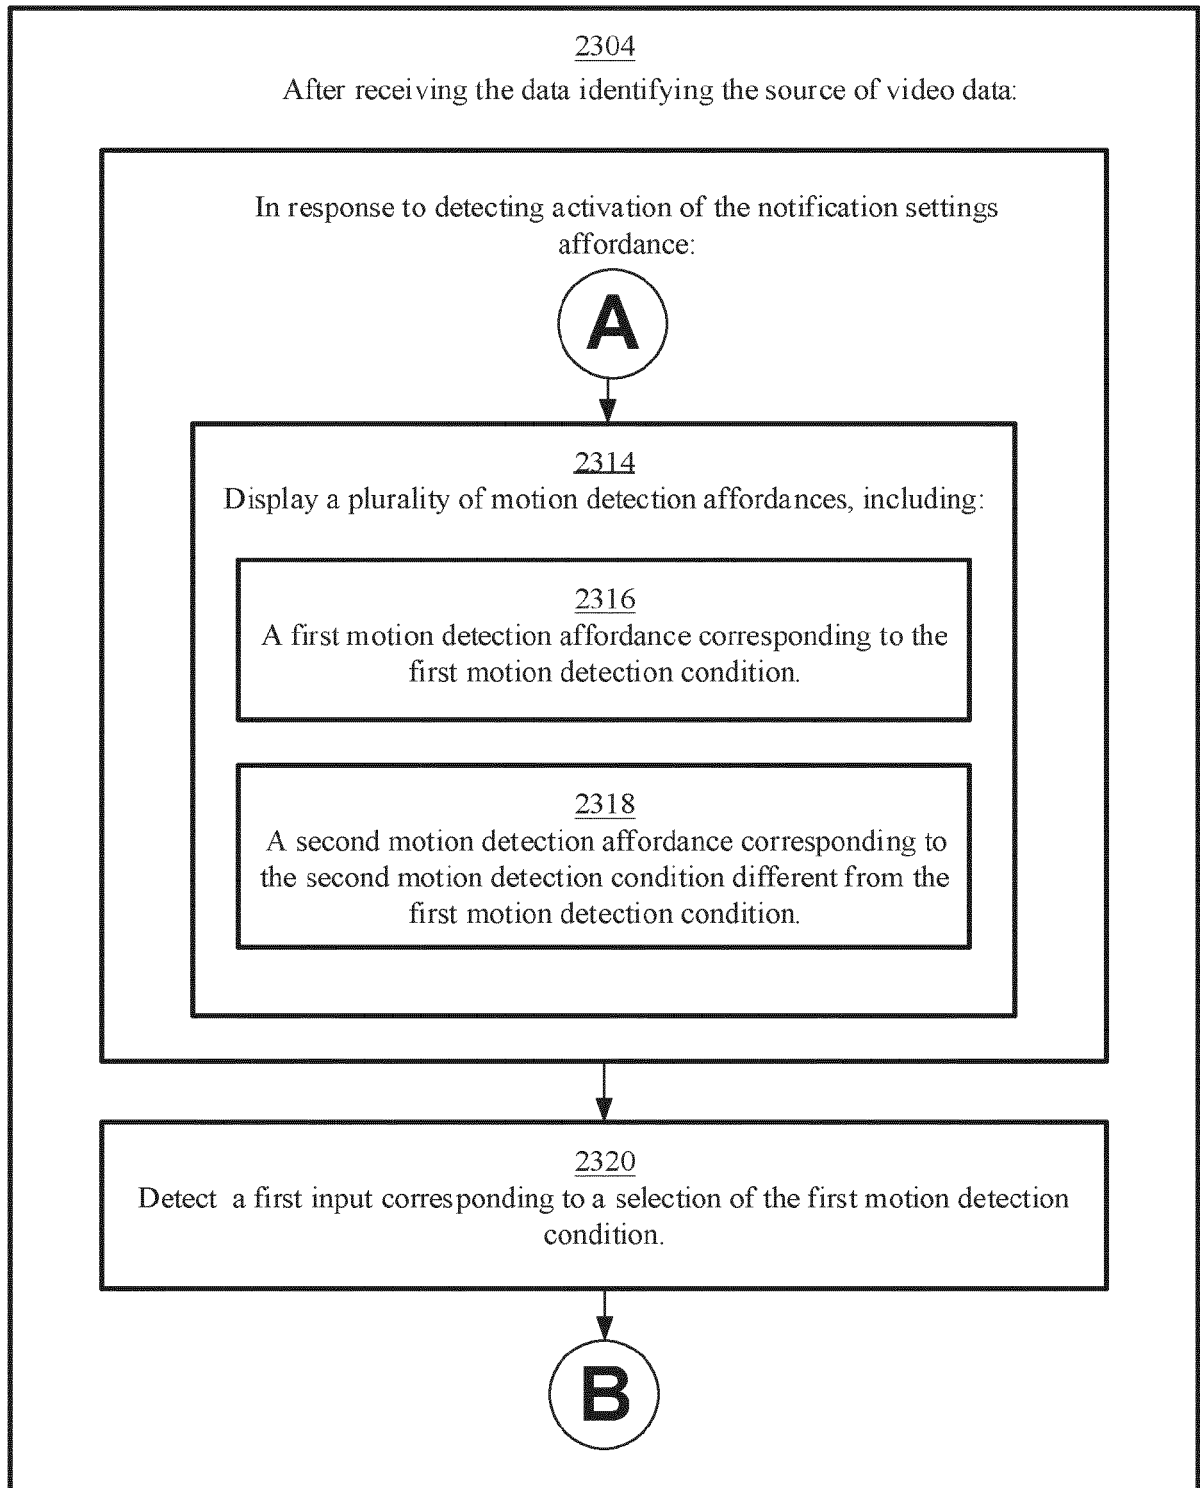 2304
After receiving the data identifying the source of video data:
In response to detecting activation of the notification settings
affordance:
A
2314
Display a plurality of motion detection affordances, including:
2316
A first motion detection affordance corresponding to the
first motion detection condition.
2318
A second motion detection affordance corresponding to
the second motion detection condition different from the
first motion detection condition.
2320
Detect a first input corresponding to a selection of the first motion detection
condition.
B